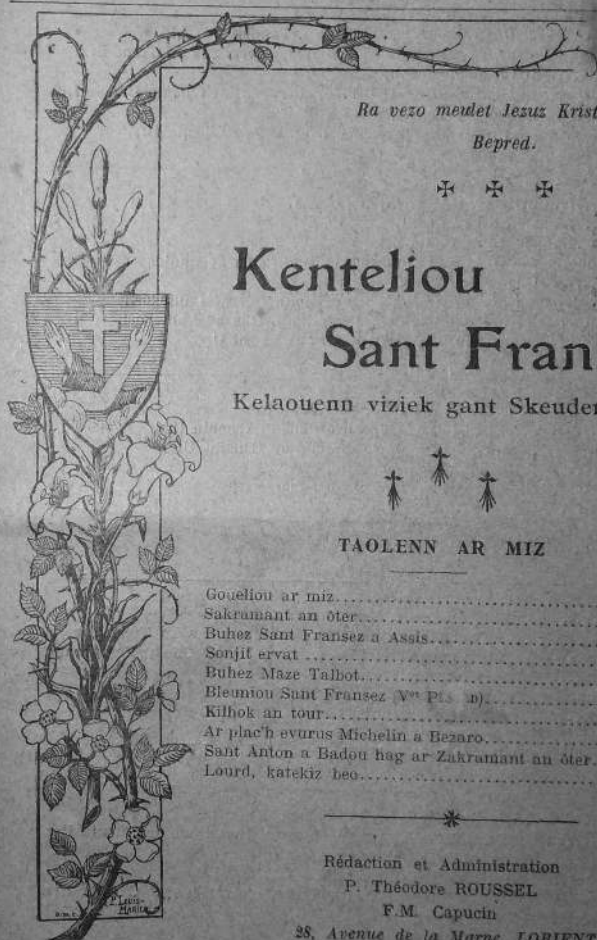 Ra vezo meulet Jezuz Krist
Bepred.
Kenteliou
Sant Fran
Kelaouenn viziek gant Skeuden
TAOLENN AR MIZ
Goueliou ar miz
Sakramant an ôter
Buhez Sant Fransez a Assis
Sonjit ervat
Buhez Maze Talbot
Bleuniou Sant Fransez
Kilhok an tour
Ar plac'h evurus Michelin a Bezaro
Sant Anton a Badou hag ar Zakramant an ôter
Lourd, katekiz beo
Rédaction et Administration
P. Théodore ROUSSEL
F.M. Capucin
28, Avenue de la Marne, LORIENT
P. LOUIS-MARIE